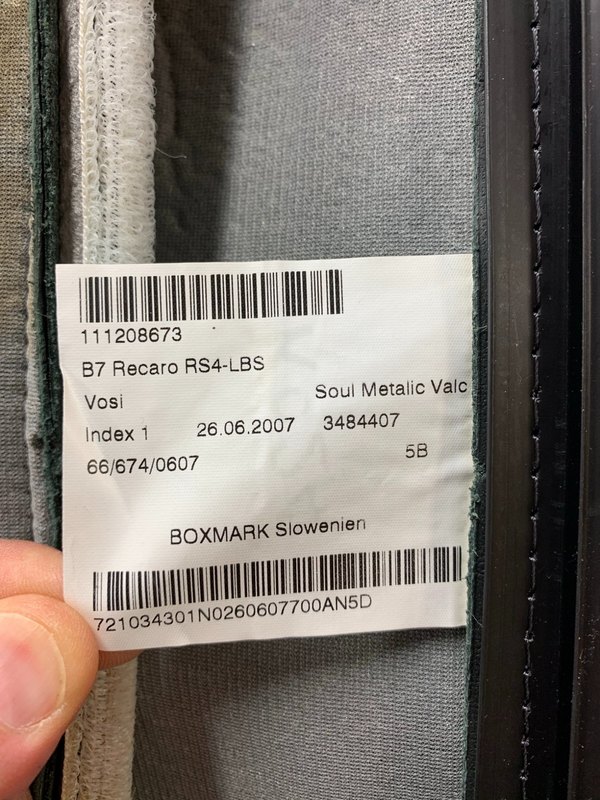 111208673
B7 Recaro RS4-LBS
Vosi Soul Metalic Valc
Index 1 26.06.2007 3484407
66/674/0607 5B
BOXMARK Slowenien
721034301N0260607700AN5D